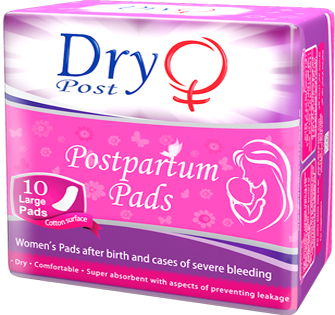 Dry
Post
Postpartum
Pads
10
Large
Pads
Cotton surface
Women's Pads after birth and cases of severe bleeding
· Dry · Comfortable · Super absorbent with aspects of preventing leakage